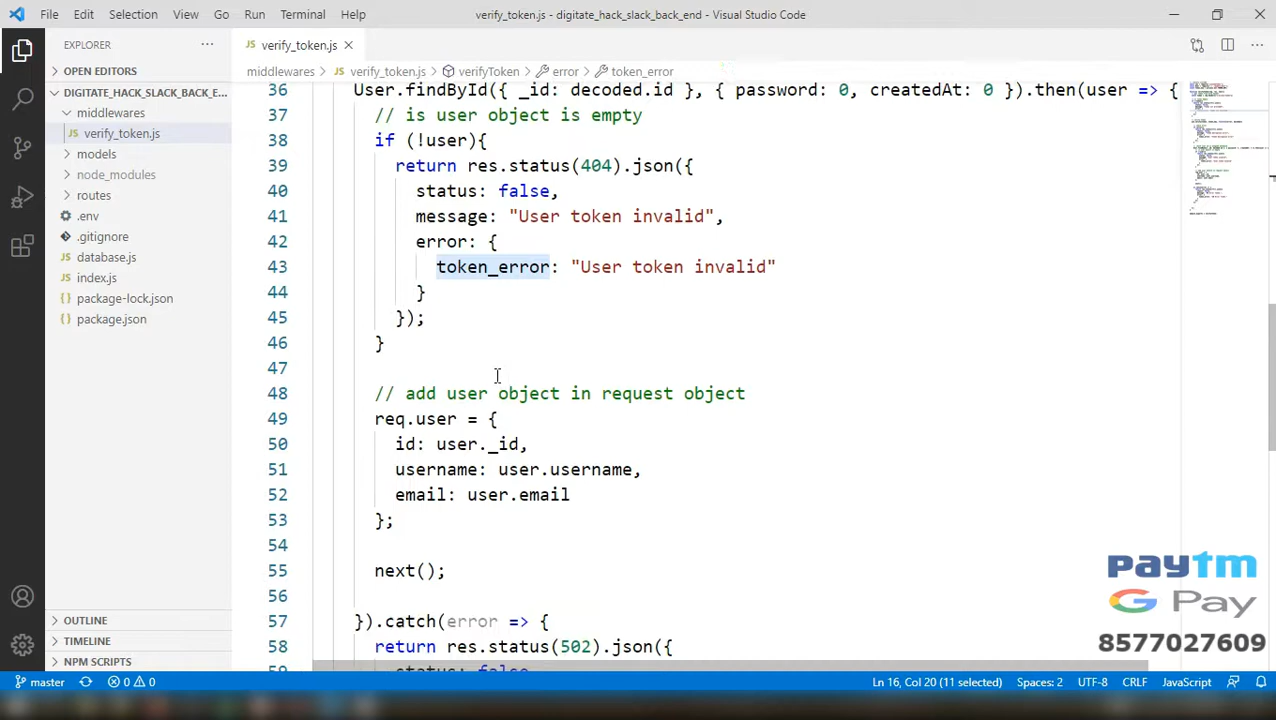 File Edit Selection View Go Run Terminal Help verify_token.js - digitate_hack_slack_back_end - Visual Studio Code
EXPLORER ··· JS verify_token.js ×
OPEN EDITORS
middlewares > JS verify_token.js > verifyToken > error > token_error
DIGITATE_HACK_SLACK_BACK_E...
middlewares
JS verify_token.js
models
node_modules
routes
.env
.gitignore
JS database.js
JS index.js
{} package-lock.json
{} package.json
OUTLINE
TIMELINE
NPM SCRIPTS
36 User.findById({ _id: decoded.id }, { password: 0, createdAt: 0 }).then(user => {
37 // is user object is empty
38 if (!user){
39 return res.status(404).json({
40 status: false,
41 message: "User token invalid",
42 error: {
43 token_error: "User token invalid"
44 }
45 });
46 }
47
48 // add user object in request object
49 req.user = {
50 id: user._id,
51 username: user.username,
52 email: user.email
53 };
54
55 next();
56
57 }).catch(error => {
58 return res.status(502).json({
paytm
G Pay
8577027609
master 0 0 Ln 16, Col 20 (11 selected) Spaces: 2 UTF-8 CRLF JavaScript